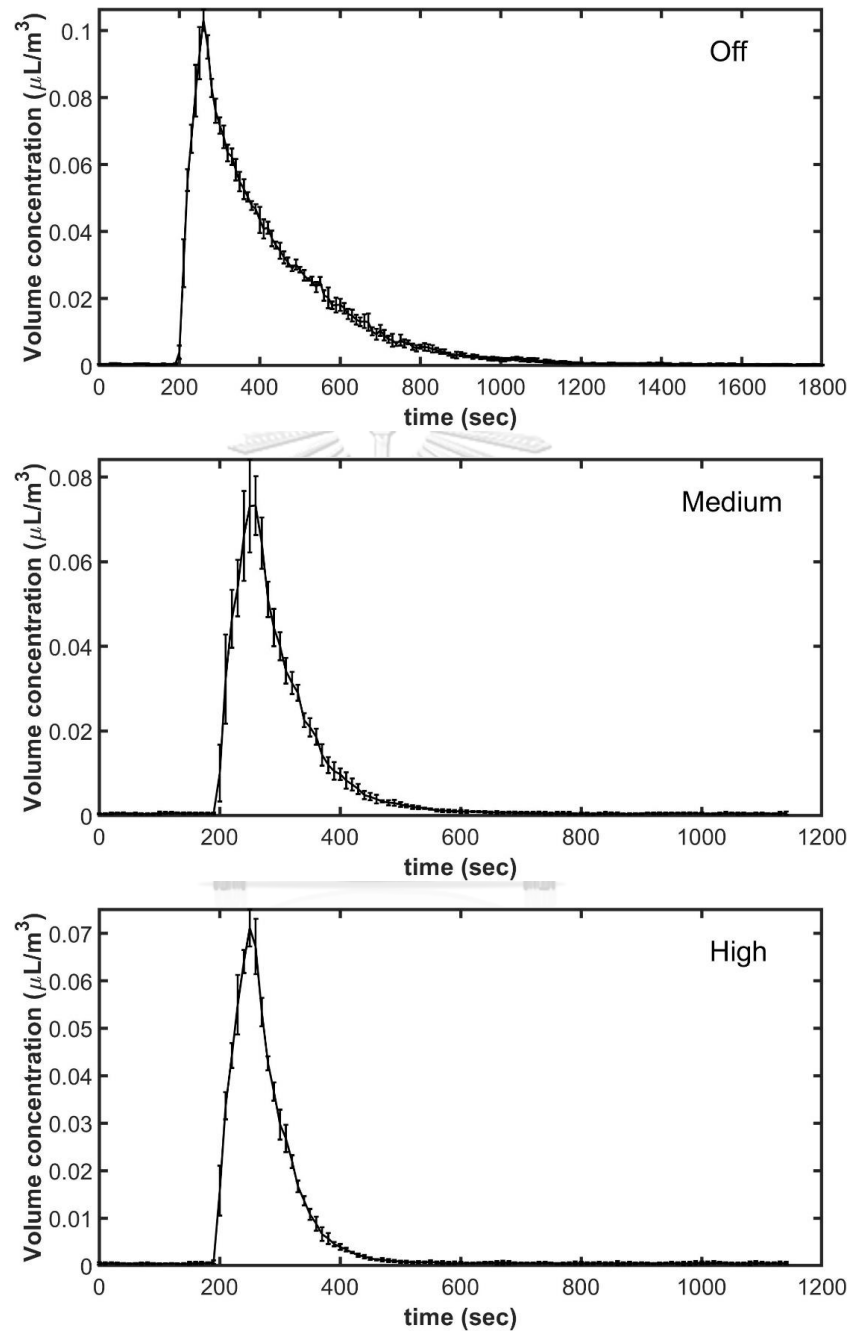 0.1
Off
0.08
0.06
0.04
0.02
0
Volume concentration (μL/m³)
0 200 400 600 800 1000 1200 1400 1600 1800
time (sec)
0.08
Medium
0.06
0.04
0.02
0
Volume concentration (μL/m³)
0 200 400 600 800 1000 1200
time (sec)
0.07
High
0.06
0.05
0.04
0.03
0.02
0.01
0
Volume concentration (μL/m³)
0 200 400 600 800 1000 1200
time (sec)